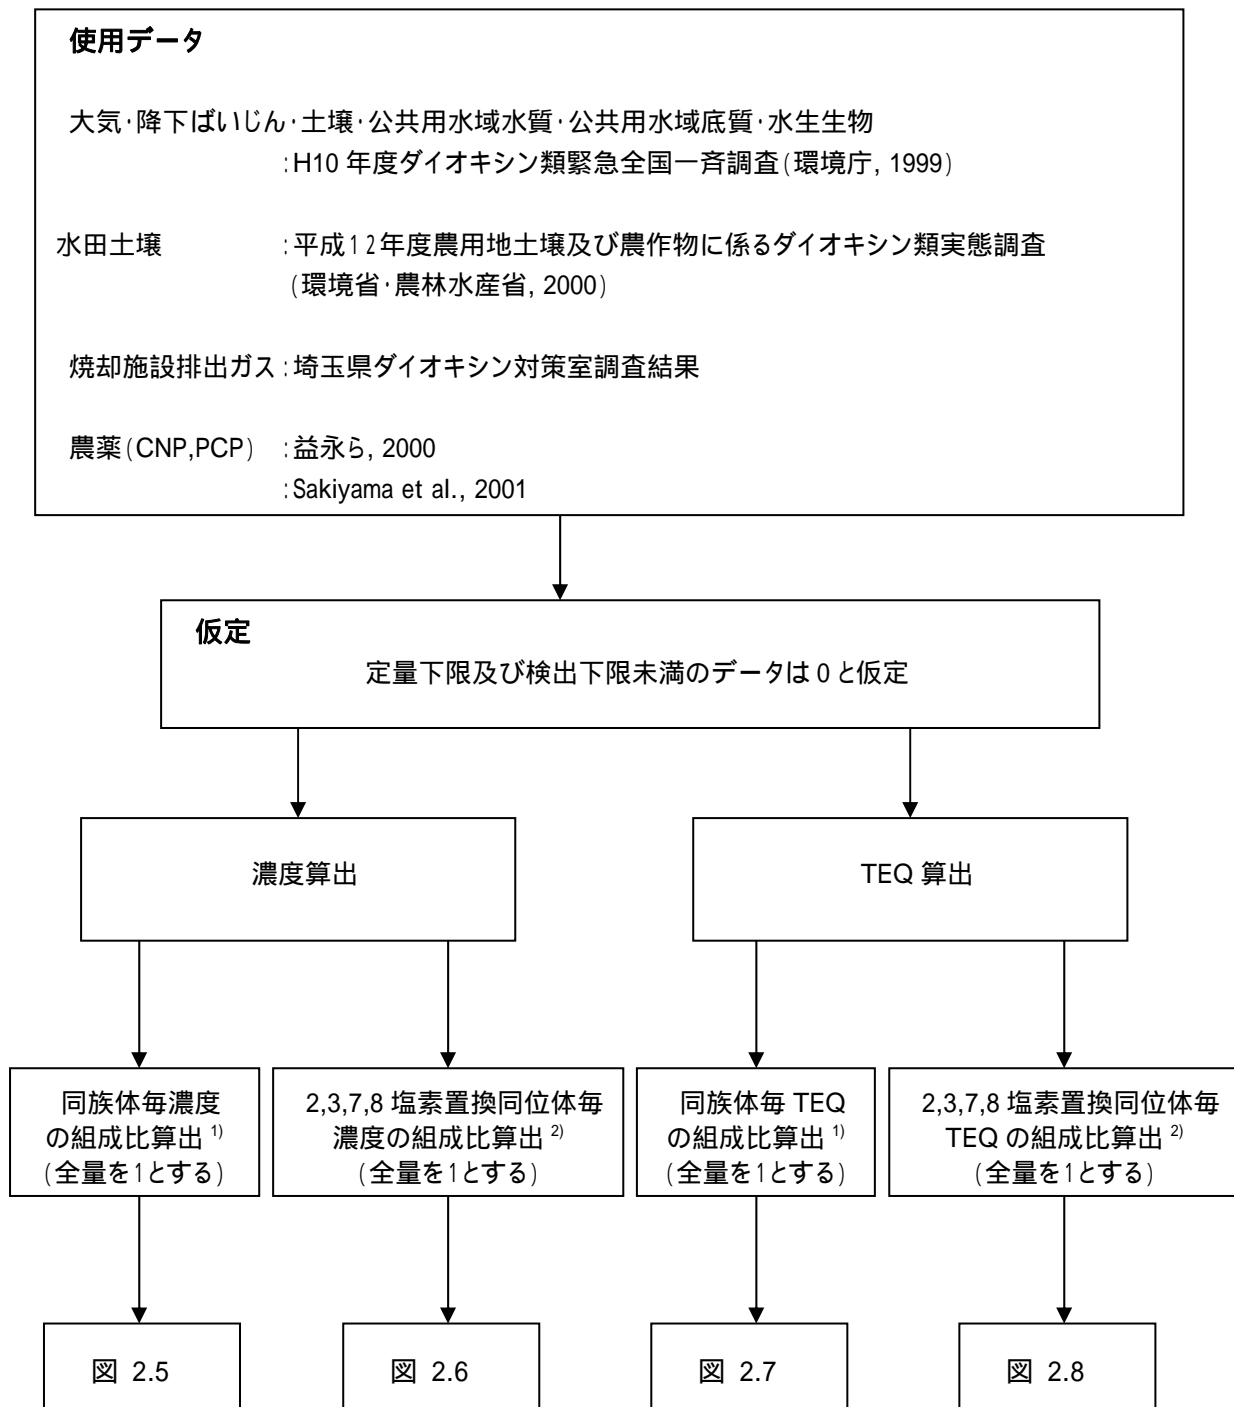 使用データ
大気・降下ばいじん・土壌・公共用水域水質・公共用水域底質・水生生物
:H10 年度ダイオキシン類緊急全国一斉調査(環境庁, 1999)
水田土壌 :平成12年度農用地土壌及び農作物に係るダイオキシン類実態調査
(環境省・農林水産省, 2000)
焼却施設排出ガス:埼玉県ダイオキシン対策室調査結果
農薬(CNP,PCP) :益永ら, 2000
:Sakiyama et al., 2001
仮定
定量下限及び検出下限未満のデータは 0 と仮定
濃度算出
TEQ 算出
同族体毎濃度
の組成比算出 1)
(全量を1とする)
2,3,7,8 塩素置換同位体毎
濃度の組成比算出 2)
(全量を1とする)
同族体毎 TEQ
の組成比算出 1)
(全量を1とする)
2,3,7,8 塩素置換同位体毎
TEQ の組成比算出 2)
(全量を1とする)
図 2.5
図 2.6
図 2.7
図 2.8